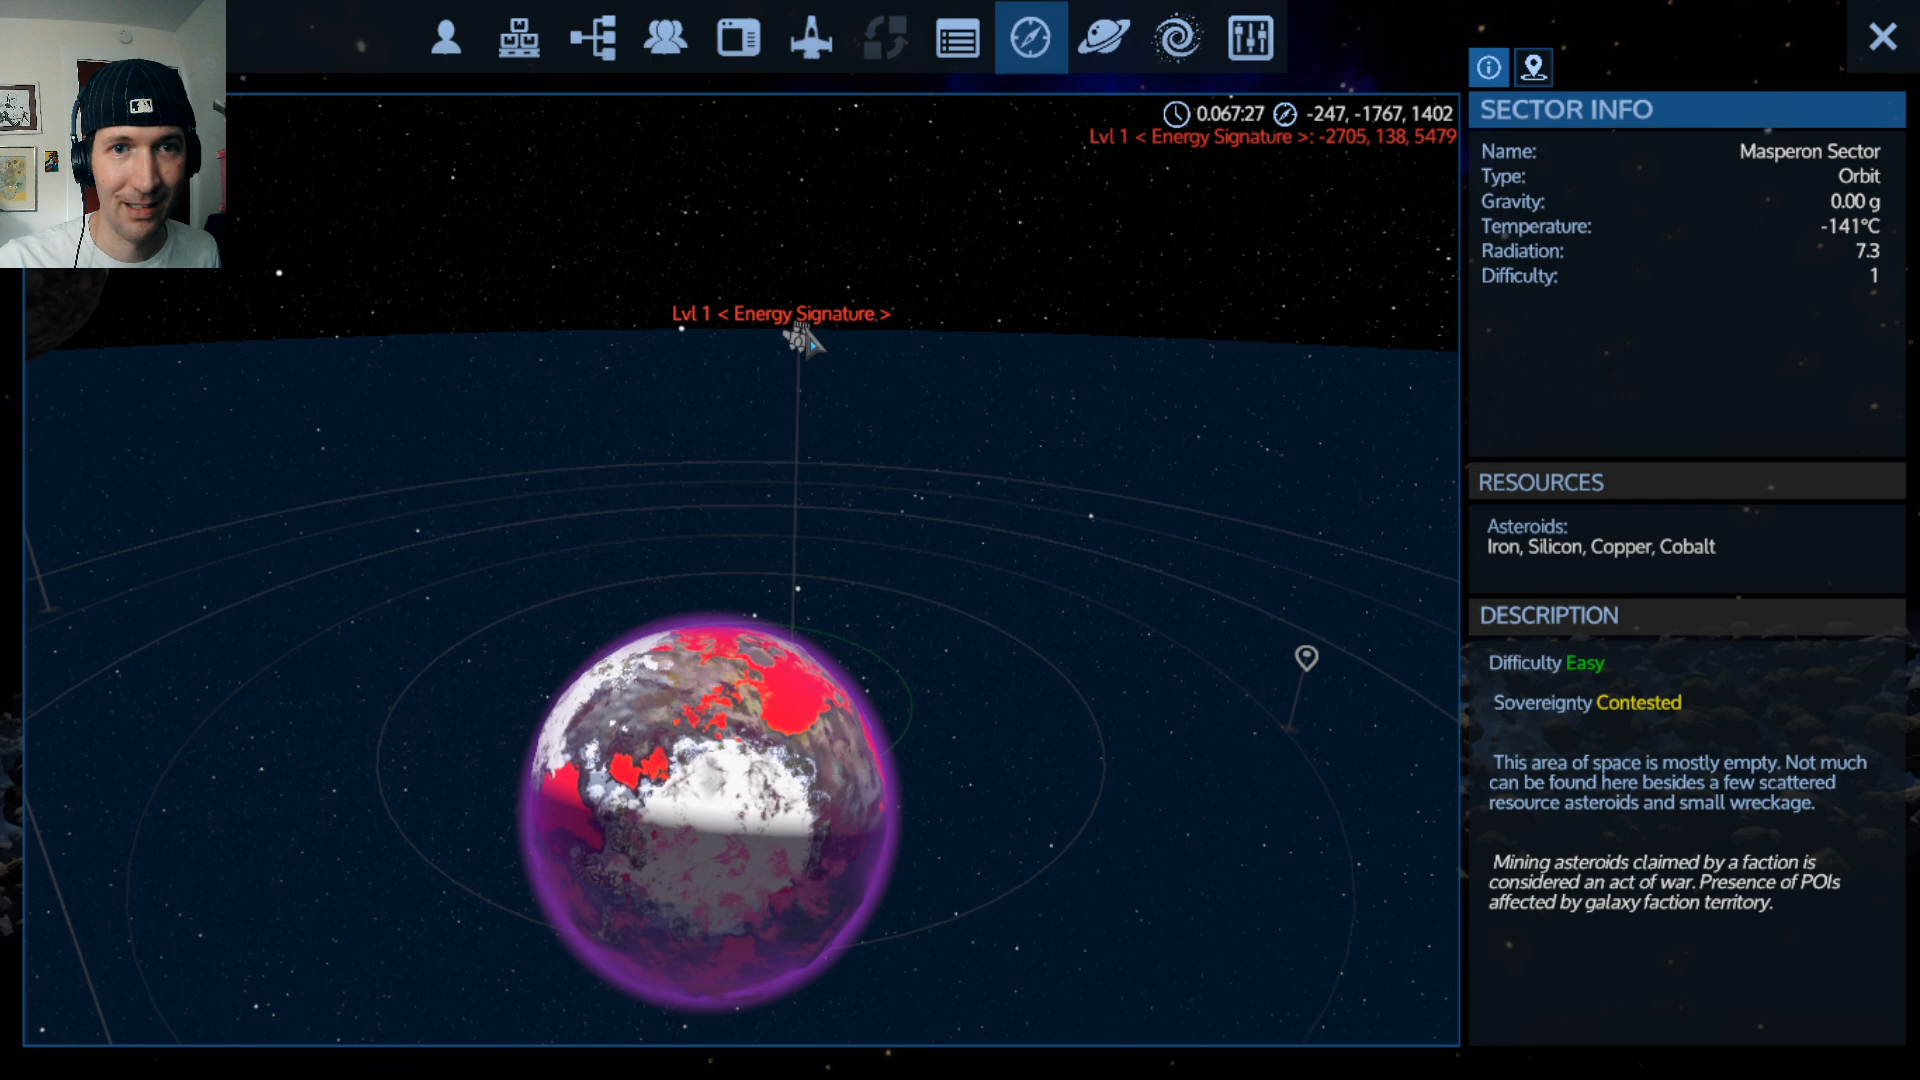 0.067:27 -247, -1767, 1402
Lvl 1 < Energy Signature >: -2705, 138, 5479
Lvl 1 < Energy Signature >
SECTOR INFO
Name: Masperon Sector
Type: Orbit
Gravity: 0.00 g
Temperature: -141°C
Radiation: 7.3
Difficulty: 1
RESOURCES
Asteroids:
Iron, Silicon, Copper, Cobalt
DESCRIPTION
Difficulty Easy
Sovereignty Contested
This area of space is mostly empty. Not much
can be found here besides a few scattered
resource asteroids and small wreckage.
Mining asteroids claimed by a faction is
considered an act of war. Presence of POIs
affected by galaxy faction territory.